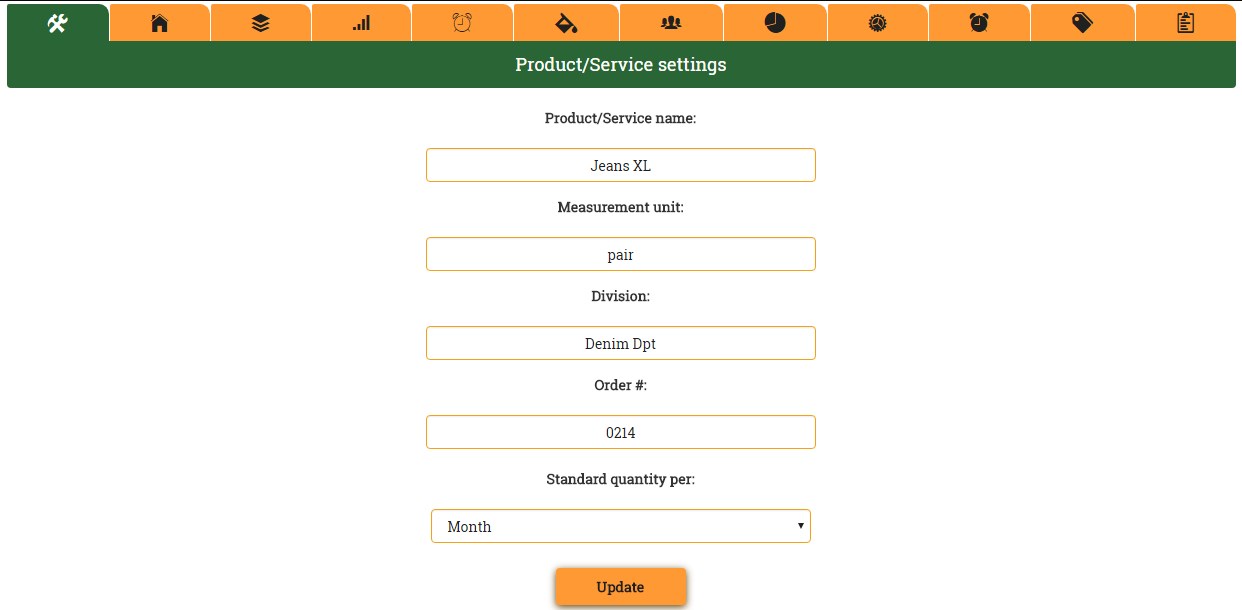 Product/Service settings
Product/Service name:
Jeans XL
Measurement unit:
pair
Division:
Denim Dpt
Order #:
0214
Standard quantity per:
Month
Update